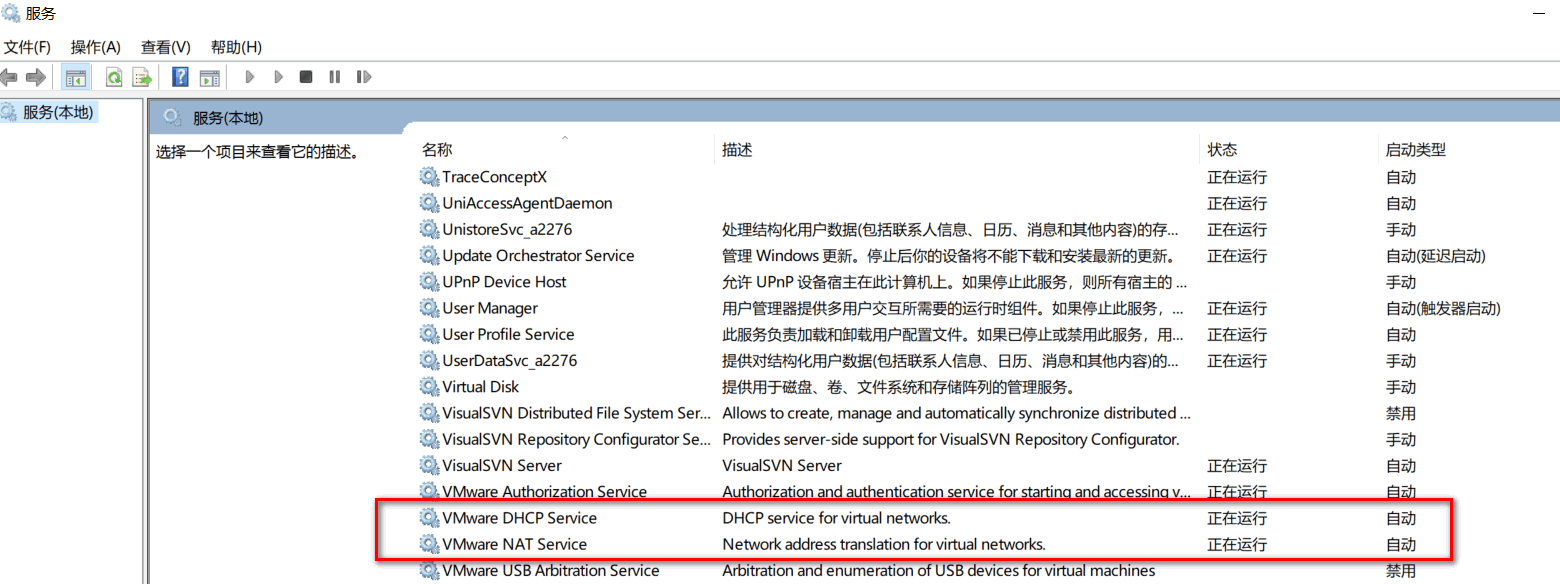 服务
文件(F) 操作(A) 查看(V) 帮助(H)
服务(本地)
服务(本地)
选择一个项目来查看它的描述。
名称 描述 状态 启动类型
TraceConceptX 正在运行 自动
UniAccessAgentDaemon 正在运行 自动
UnistoreSvc_a2276 处理结构化用户数据(包括联系人信息、日历、消息和其他内容)的存... 正在运行 手动
Update Orchestrator Service 管理 Windows 更新。停止后你的设备将不能下载和安装最新的更新。 正在运行 自动(延迟启动)
UPnP Device Host 允许 UPnP 设备宿主在此计算机上。如果停止此服务，则所有宿主的 ... 手动
User Manager 用户管理器提供多用户交互所需要的运行时组件。如果停止此服务，... 正在运行 自动(触发器启动)
User Profile Service 此服务负责加载和卸载用户配置文件。如果已停止或禁用此服务，用... 正在运行 自动
UserDataSvc_a2276 提供对结构化用户数据(包括联系人信息、日历、消息和其他内容)的... 正在运行 手动
Virtual Disk 提供用于磁盘、卷、文件系统和存储阵列的管理服务。 手动
VisualSVN Distributed File System Ser... Allows to create, manage and automatically synchronize distributed ... 禁用
VisualSVN Repository Configurator Se... Provides server-side support for VisualSVN Repository Configurator. 手动
VisualSVN Server VisualSVN Server 正在运行 自动
VMware Authorization Service Authorization and authentication service for starting and accessing v... 正在运行 自动
VMware DHCP Service DHCP service for virtual networks. 正在运行 自动
VMware NAT Service Network address translation for virtual networks. 正在运行 自动
VMware USB Arbitration Service Arbitration and enumeration of USB devices for virtual machines 禁用